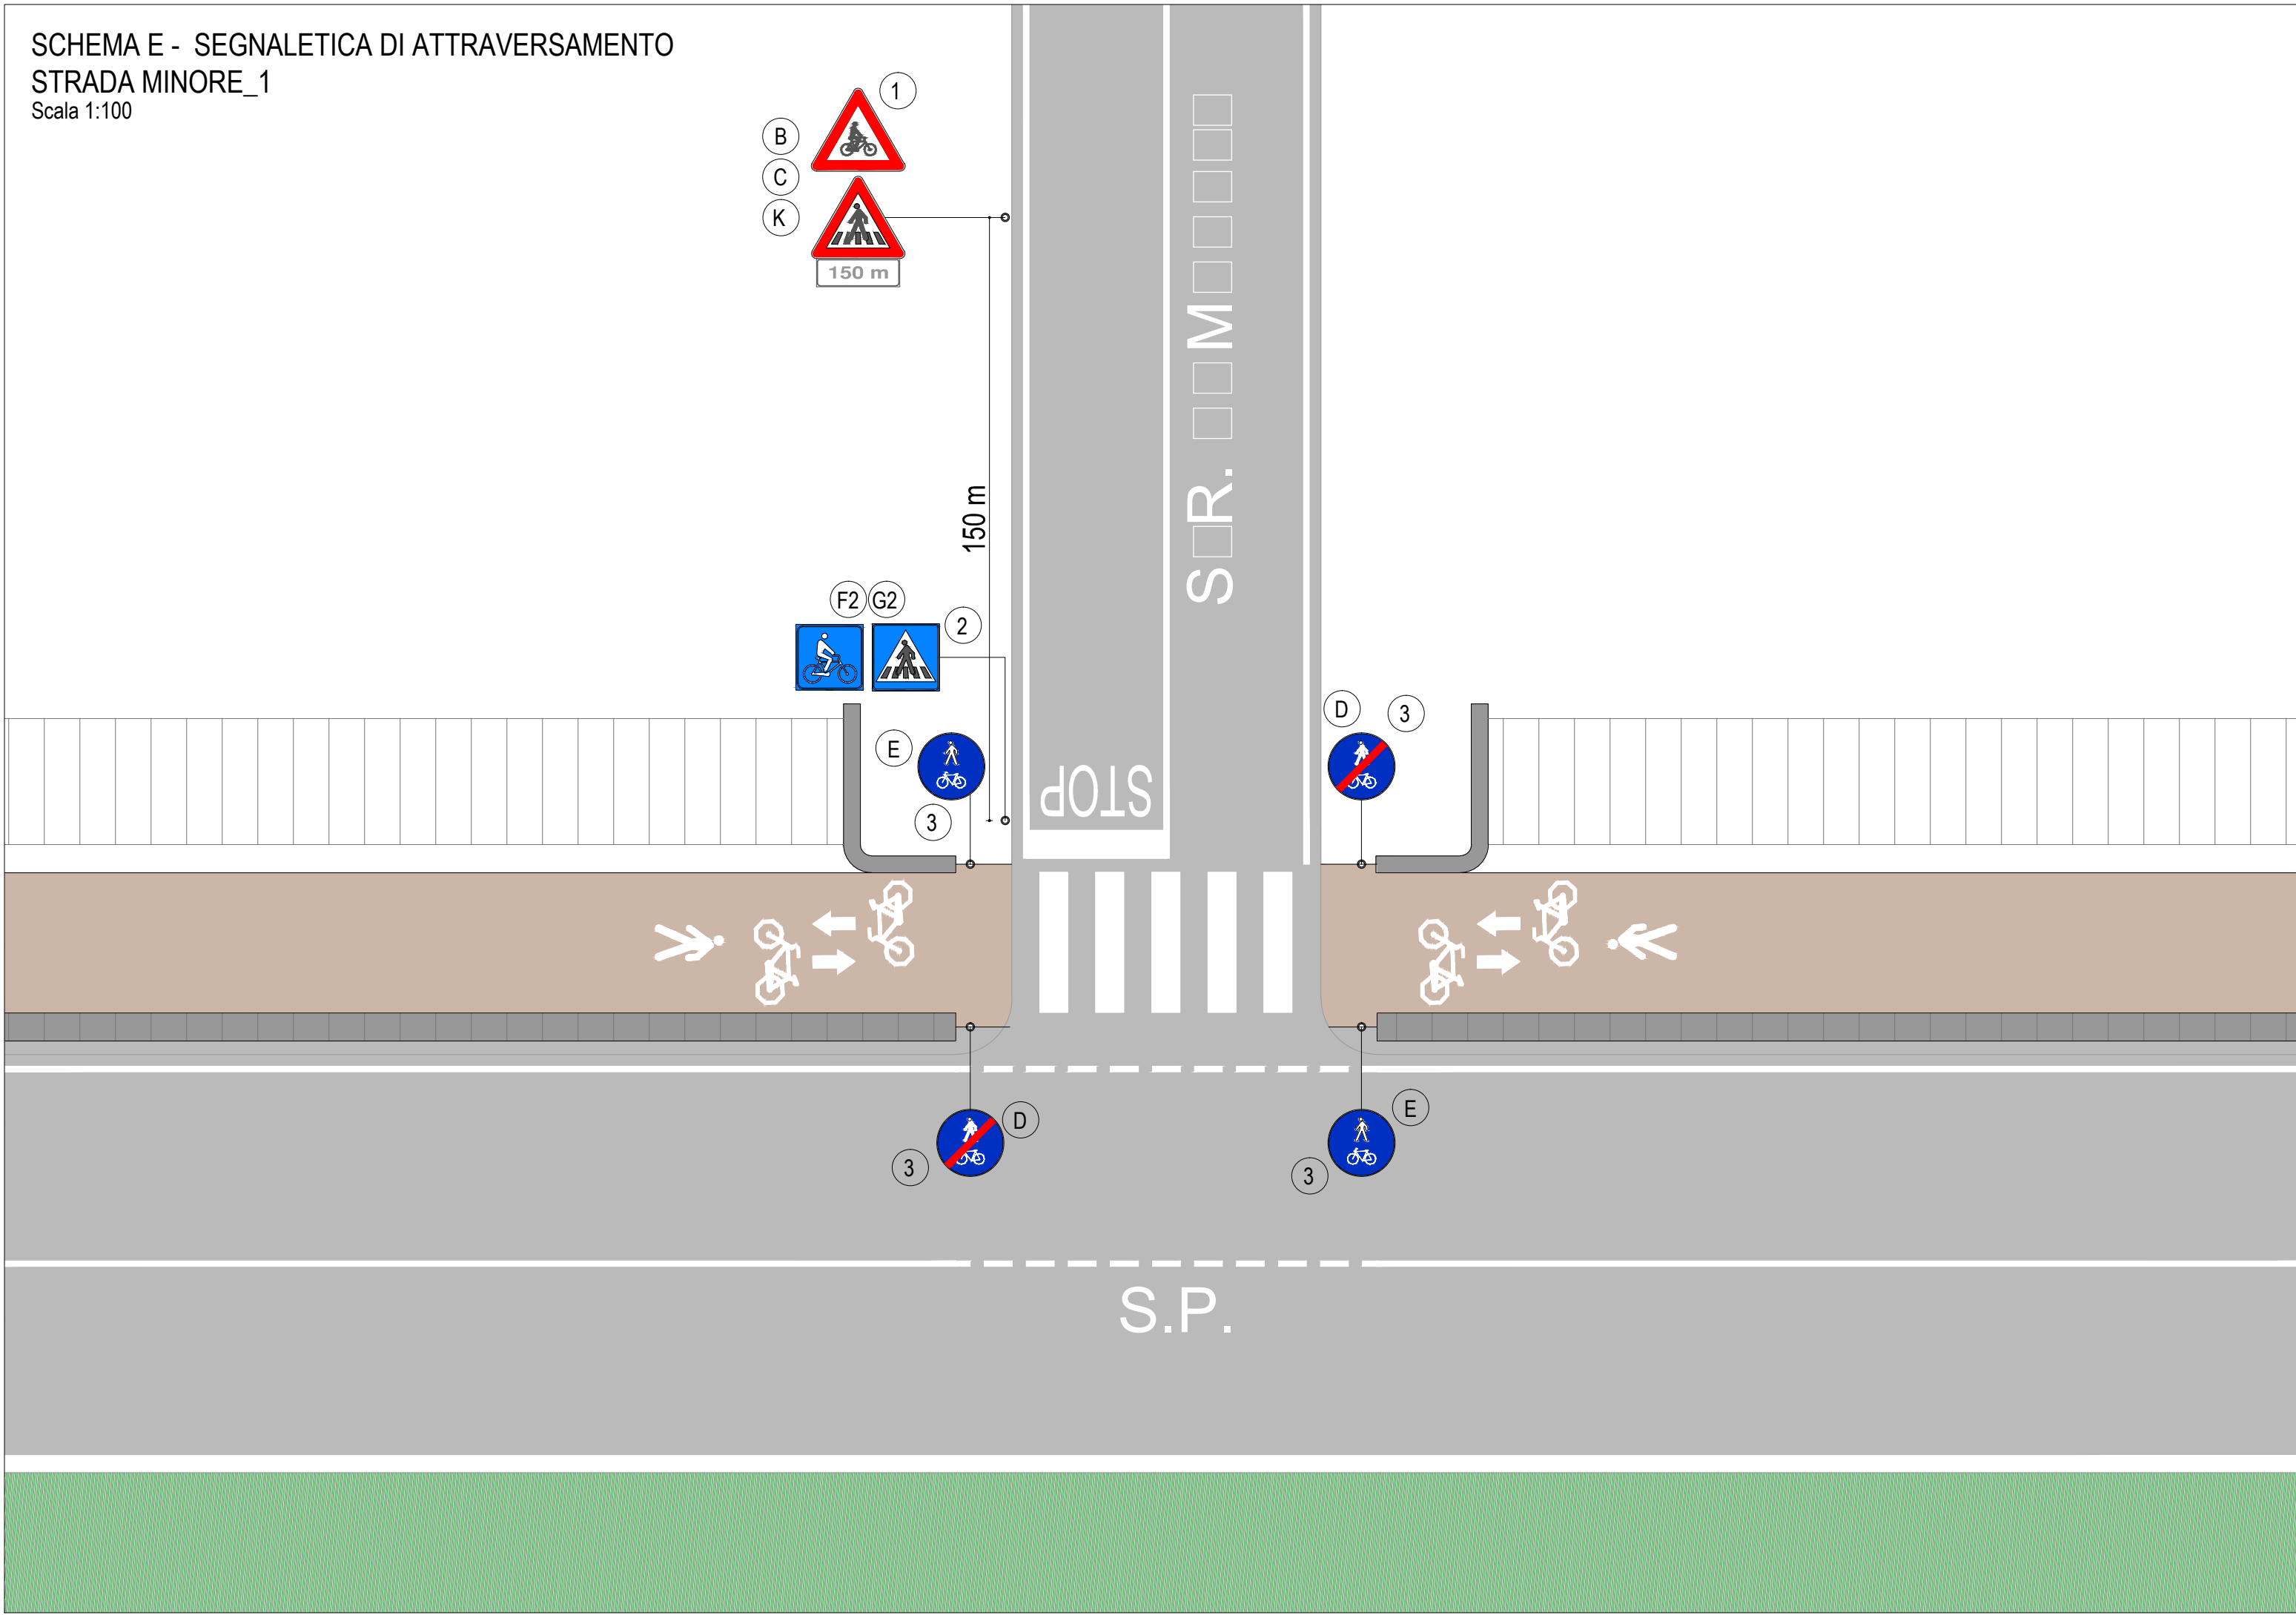 SCHEMA E - SEGNALETICA DI ATTRAVERSAMENTO
STRADA MINORE_1
Scala 1:100
1
B
C
K
150 m
150 m
F2
G2
2
E
3
D
3
STOP
D
3
E
3
S.P.